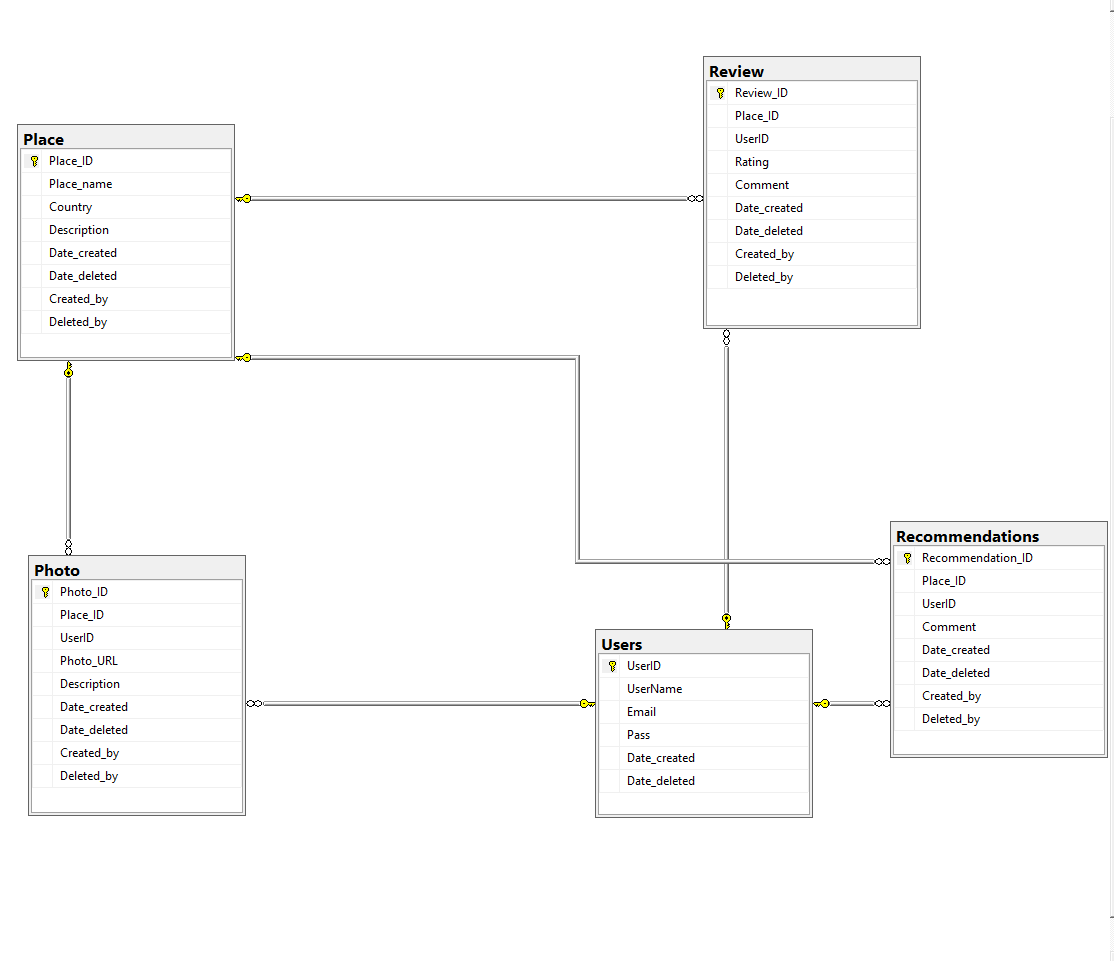 Review
Review_ID
Place_ID
UserID
Rating
Comment
Date_created
Date_deleted
Created_by
Deleted_by
Place
Place_ID
Place_name
Country
Description
Date_created
Date_deleted
Created_by
Deleted_by
Recommendations
Recommendation_ID
Place_ID
UserID
Comment
Date_created
Date_deleted
Created_by
Deleted_by
Photo
Photo_ID
Place_ID
UserID
Photo_URL
Description
Date_created
Date_deleted
Created_by
Deleted_by
Users
UserID
UserName
Email
Pass
Date_created
Date_deleted